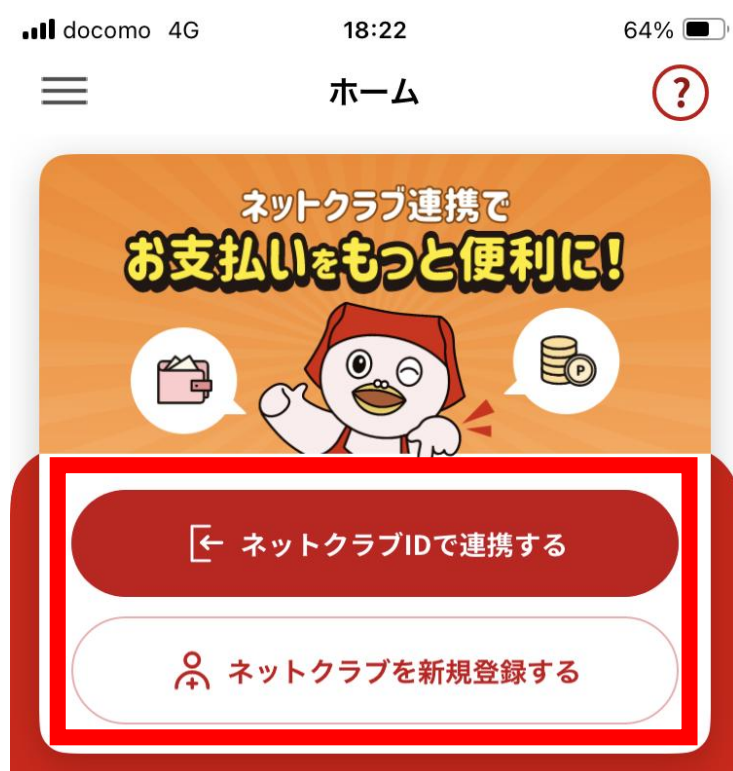 docomo 4G 18:22 64%
ホーム
?
ネットクラブ連携で
お支払いをもっと便利に!
P
ネットクラブIDで連携する
ネットクラブを新規登録する